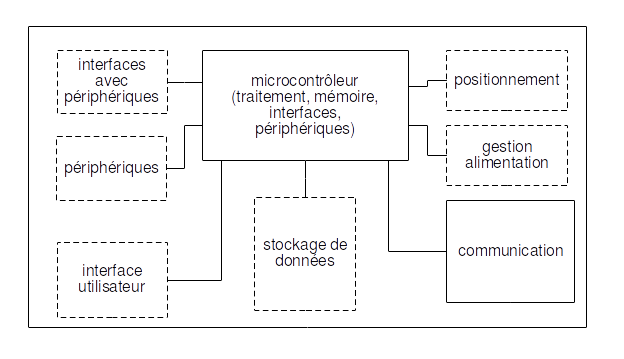 interfaces
avec
périphériques
microcontrôleur
(traitement, mémoire,
interfaces,
périphériques)
positionnement
périphériques
gestion
alimentation
interface
utilisateur
stockage de
données
communication